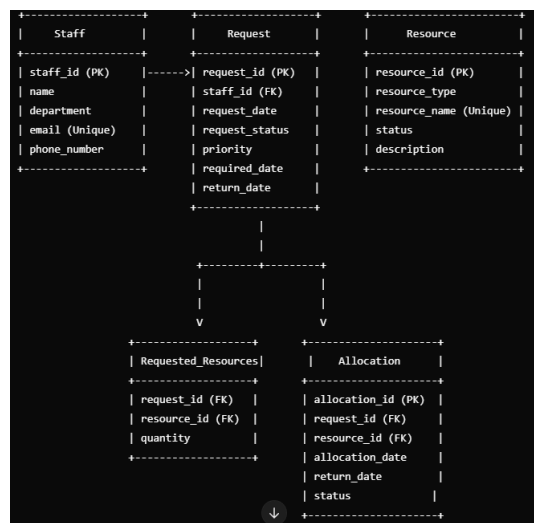 Staff
staff_id (PK)
name
department
email (Unique)
phone_number
Request
request_id (PK)
staff_id (FK)
request_date
request_status
priority
required_date
return_date
Resource
resource_id (PK)
resource_type
resource_name (Unique)
status
description
Requested_Resources
request_id (FK)
resource_id (FK)
quantity
Allocation
allocation_id (PK)
request_id (FK)
resource_id (FK)
allocation_date
return_date
status